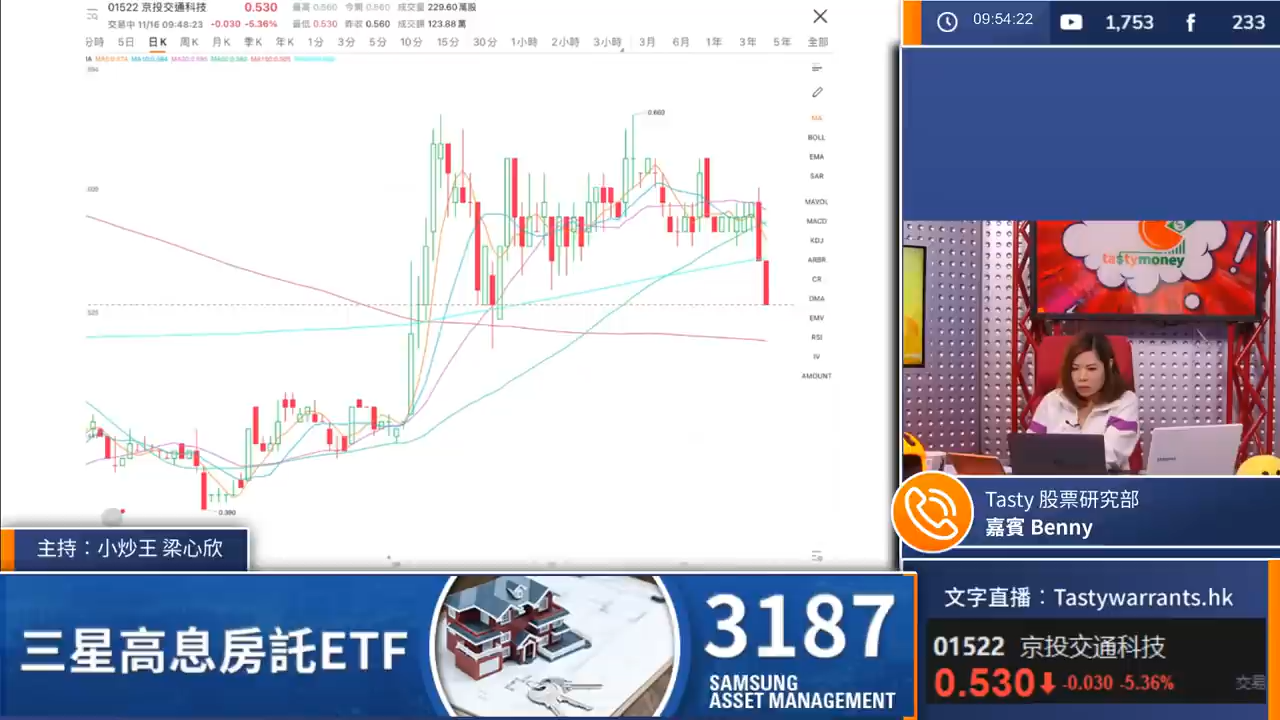 01522 京投交通科技 0.530 最高 0.560 今開 0.560 成交量 229.60萬股
交易中 11/16 09:48:23 -0.030 -5.36% 最低 0.530 昨收 0.560 成交額 123.88萬
分時 5日 日K 周K 月K 季K 年K 1分 3分 5分 10分 15分 30分 1小時 2小時 3小時 3月 6月 1年 3年 5年 全部
MA
BOLL
EMA
SAR
MAVOL
MACD
KDJ
ARBR
CR
DMA
EMV
RSI
IV
AMOUNT
0.660
0.390
主持：小炒王 梁心欣
三星高息房託ETF
3187
SAMSUNG
ASSET MANAGEMENT
09:54:22 1,753 233
tastymoney
Tasty 股票研究部
嘉賓 Benny
文字直播：Tastywarrants.hk
01522 京投交通科技
0.530 -0.030 -5.36%